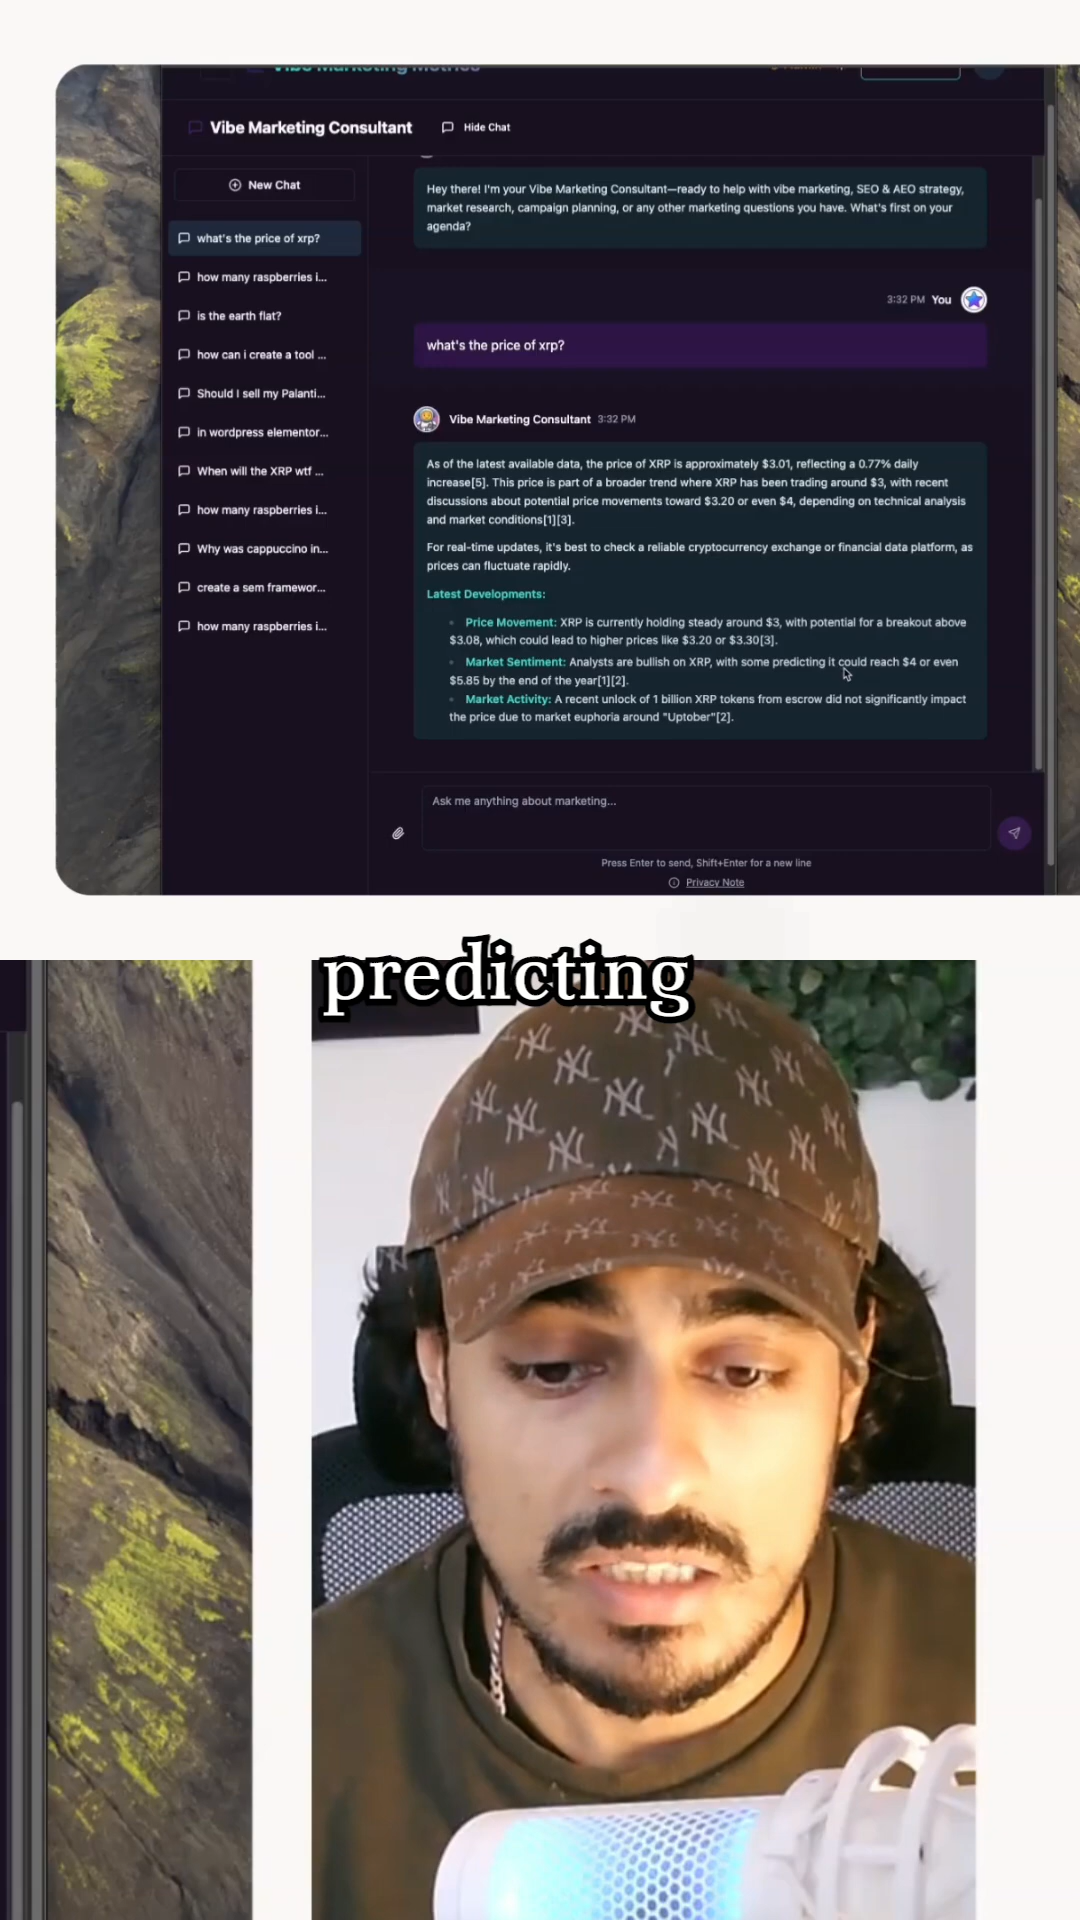 Vibe Marketing Metrics
Vibe Marketing Consultant
Hide Chat
New Chat
what's the price of xrp?
how many raspberries i...
is the earth flat?
how can i create a tool ...
Should I sell my Palanti...
in wordpress elementor...
When will the XRP wtf ...
how many raspberries i...
Why was cappuccino in...
create a sem framewor...
how many raspberries i...
Hey there! I'm your Vibe Marketing Consultant—ready to help with vibe marketing, SEO & AEO strategy,
market research, campaign planning, or any other marketing questions you have. What's first on your
agenda?
3:32 PM You
what's the price of xrp?
Vibe Marketing Consultant 3:32 PM
As of the latest available data, the price of XRP is approximately $3.01, reflecting a 0.77% daily
increase[5]. This price is part of a broader trend where XRP has been trading around $3, with recent
discussions about potential price movements toward $3.20 or even $4, depending on technical analysis
and market conditions[1][3].
For real-time updates, it's best to check a reliable cryptocurrency exchange or financial data platform, as
prices can fluctuate rapidly.
Latest Developments:
Price Movement: XRP is currently holding steady around $3, with potential for a breakout above
$3.08, which could lead to higher prices like $3.20 or $3.30[3].
Market Sentiment: Analysts are bullish on XRP, with some predicting it could reach $4 or even
$5.85 by the end of the year[1][2].
Market Activity: A recent unlock of 1 billion XRP tokens from escrow did not significantly impact
the price due to market euphoria around "Uptober"[2].
Ask me anything about marketing...
Press Enter to send, Shift+Enter for a new line
Privacy Note
predicting